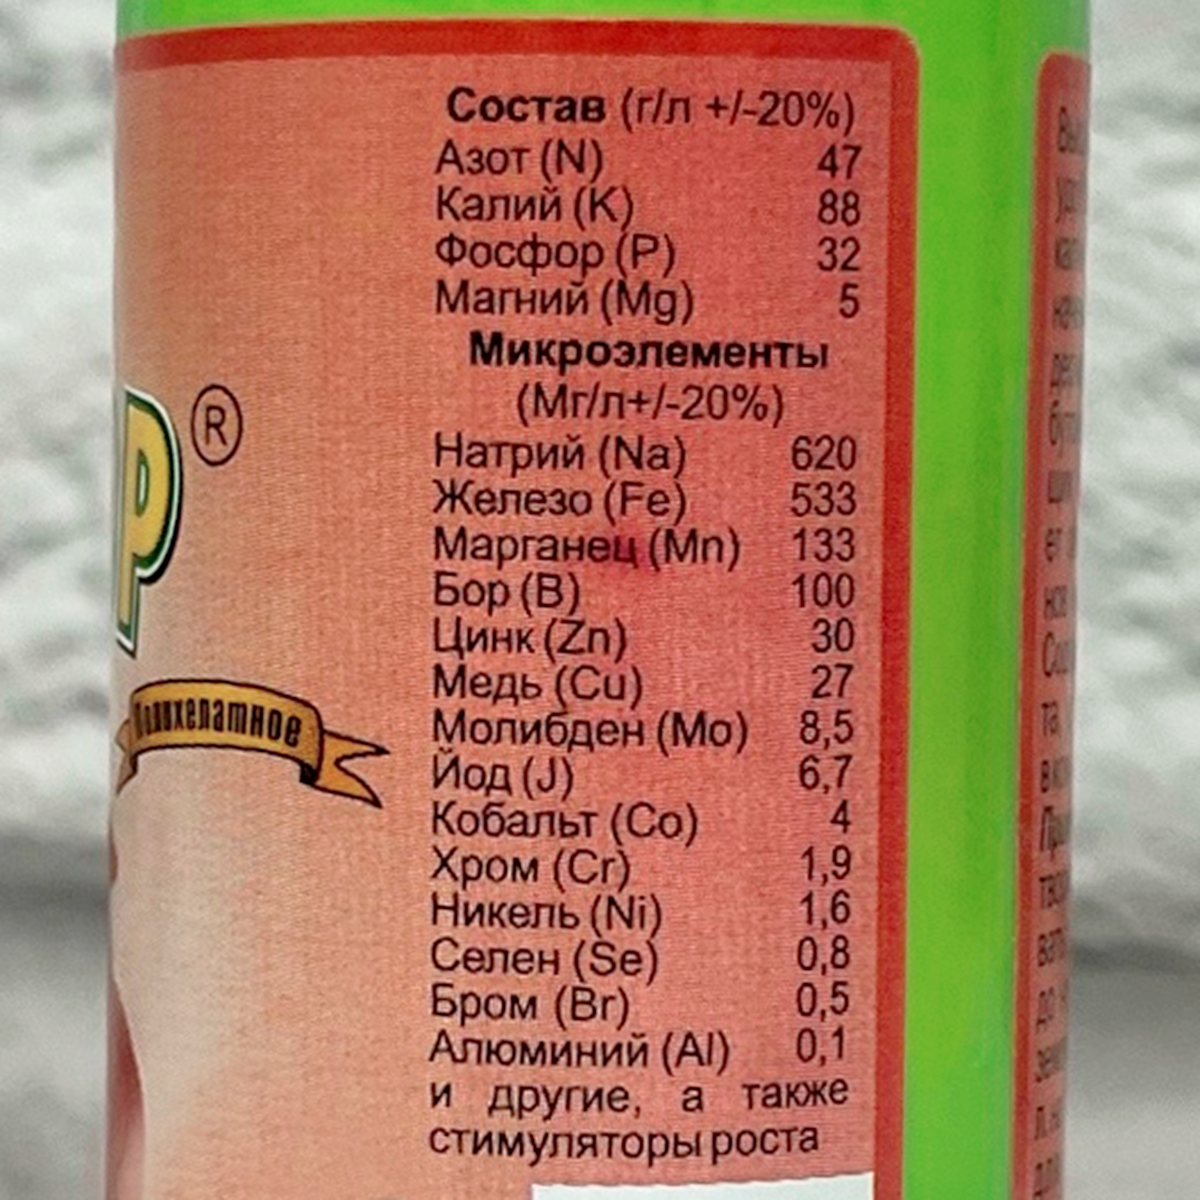 Состав (г/л +/-20%)
Азот (N) 47
Калий (K) 88
Фосфор (P) 32
Магний (Mg) 5
Микроэлементы
(Мг/л+/-20%)
Натрий (Na) 620
Железо (Fe) 533
Марганец (Mn) 133
Бор (B) 100
Цинк (Zn) 30
Медь (Cu) 27
Молибден (Mo) 8,5
Йод (J) 6,7
Кобальт (Co) 4
Хром (Cr) 1,9
Никель (Ni) 1,6
Селен (Se) 0,8
Бром (Br) 0,5
Алюминий (Al) 0,1
и другие, а также
стимуляторы роста
Р ®